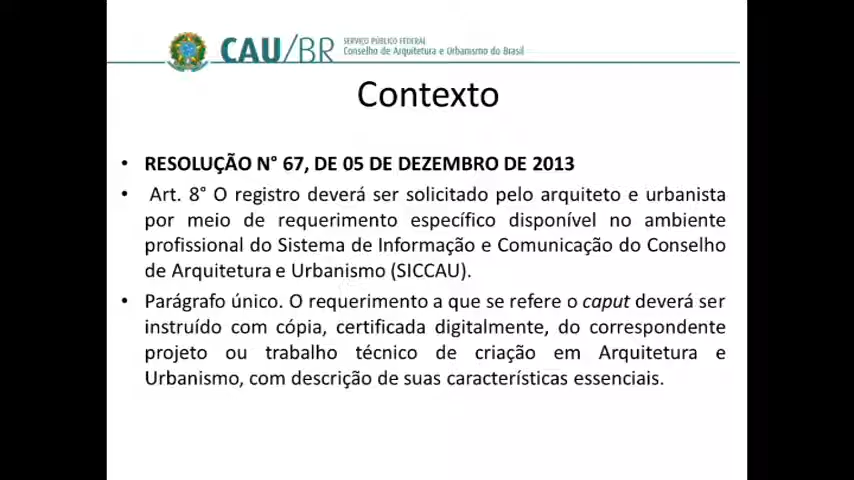 CAU/BR
SERVIÇO PÚBLICO FEDERAL
Conselho de Arquitetura e Urbanismo do Brasil
Contexto
• RESOLUÇÃO N° 67, DE 05 DE DEZEMBRO DE 2013
• Art. 8° O registro deverá ser solicitado pelo arquiteto e urbanista
por meio de requerimento específico disponível no ambiente
profissional do Sistema de Informação e Comunicação do Conselho
de Arquitetura e Urbanismo (SICCAU).
• Parágrafo único. O requerimento a que se refere o caput deverá ser
instruído com cópia, certificada digitalmente, do correspondente
projeto ou trabalho técnico de criação em Arquitetura e
Urbanismo, com descrição de suas características essenciais.